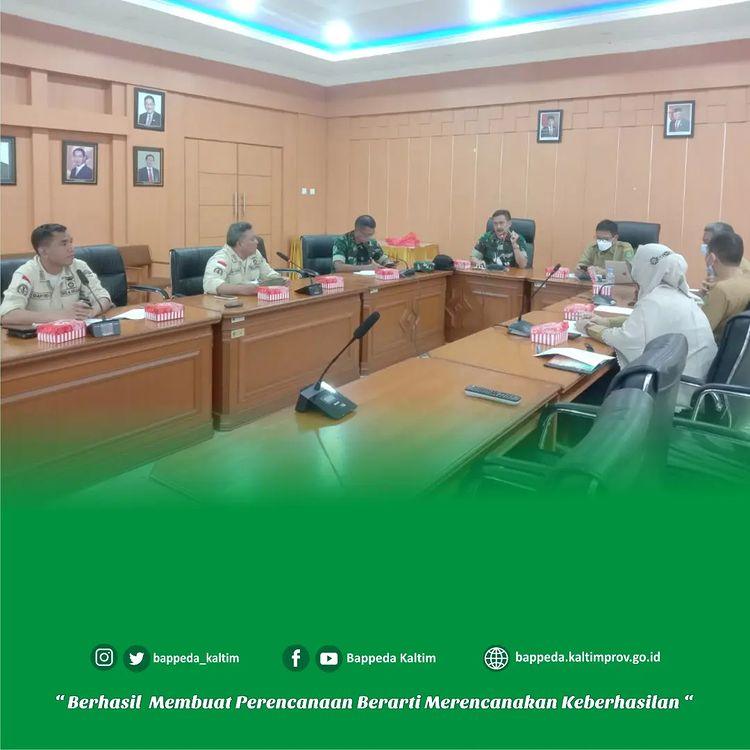 bappeda_kaltim
Bappeda Kaltim
bappeda.kaltimprov.go.id
“ Berhasil Membuat Perencanaan Berarti Merencanakan Keberhasilan “